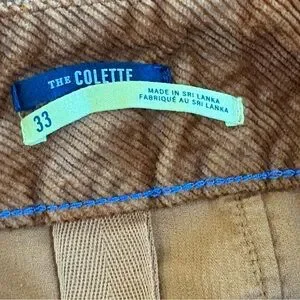 THE COLETTE
33
MADE IN SRI LANKA
FABRIQUÉ AU SRI LANKA